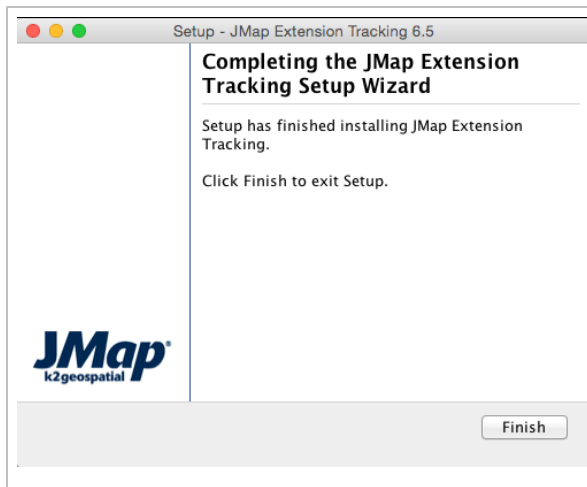 Setup - JMap Extension Tracking 6.5
Completing the JMap Extension
Tracking Setup Wizard
Setup has finished installing JMap Extension
Tracking.
Click Finish to exit Setup.
JMap
k2geospatial
Finish